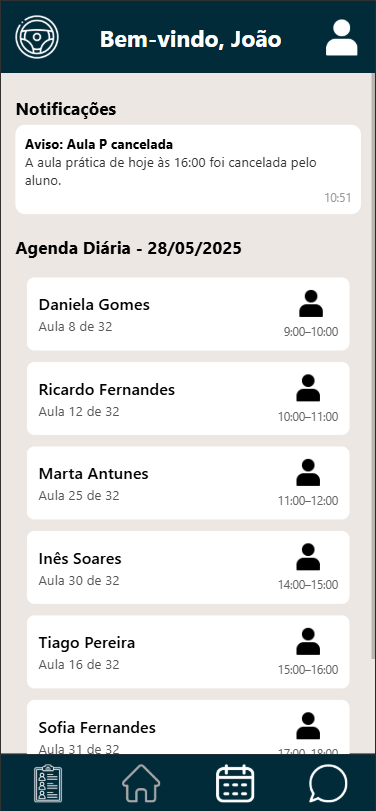 Bem-vindo, João
Notificações
Aviso: Aula P cancelada
A aula prática de hoje às 16:00 foi cancelada pelo
aluno.
10:51
Agenda Diária - 28/05/2025
Daniela Gomes
Aula 8 de 32
9:00–10:00
Ricardo Fernandes
Aula 12 de 32
10:00–11:00
Marta Antunes
Aula 25 de 32
11:00–12:00
Inês Soares
Aula 30 de 32
14:00–15:00
Tiago Pereira
Aula 16 de 32
15:00–16:00
Sofia Fernandes
Aula 31 de 32
17:00–18:00